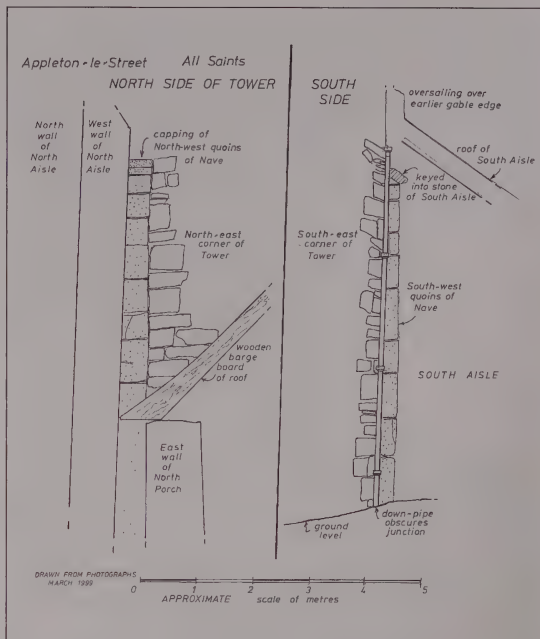 Appleton-le-Street All Saints
NORTH SIDE OF TOWER
North
wall
of North
Aisle
West
wall
of North
Aisle
capping of
North-west quoins
of Nave
North-east
corner of
Tower
wooden
barge
board
of roof
East
wall
of
North
Porch
SOUTH
SIDE
oversailing over
earlier gable edge
roof of
South Aisle
keyed
into stone
of South Aisle
South-east
corner of
Tower
South-west
quoins of
Nave
SOUTH AISLE
ground
level
down-pipe
obscures
junction
DRAWN FROM PHOTOGRAPHS
MARCH 1999
0 1 2 3 4 5
APPROXIMATE scale of metres